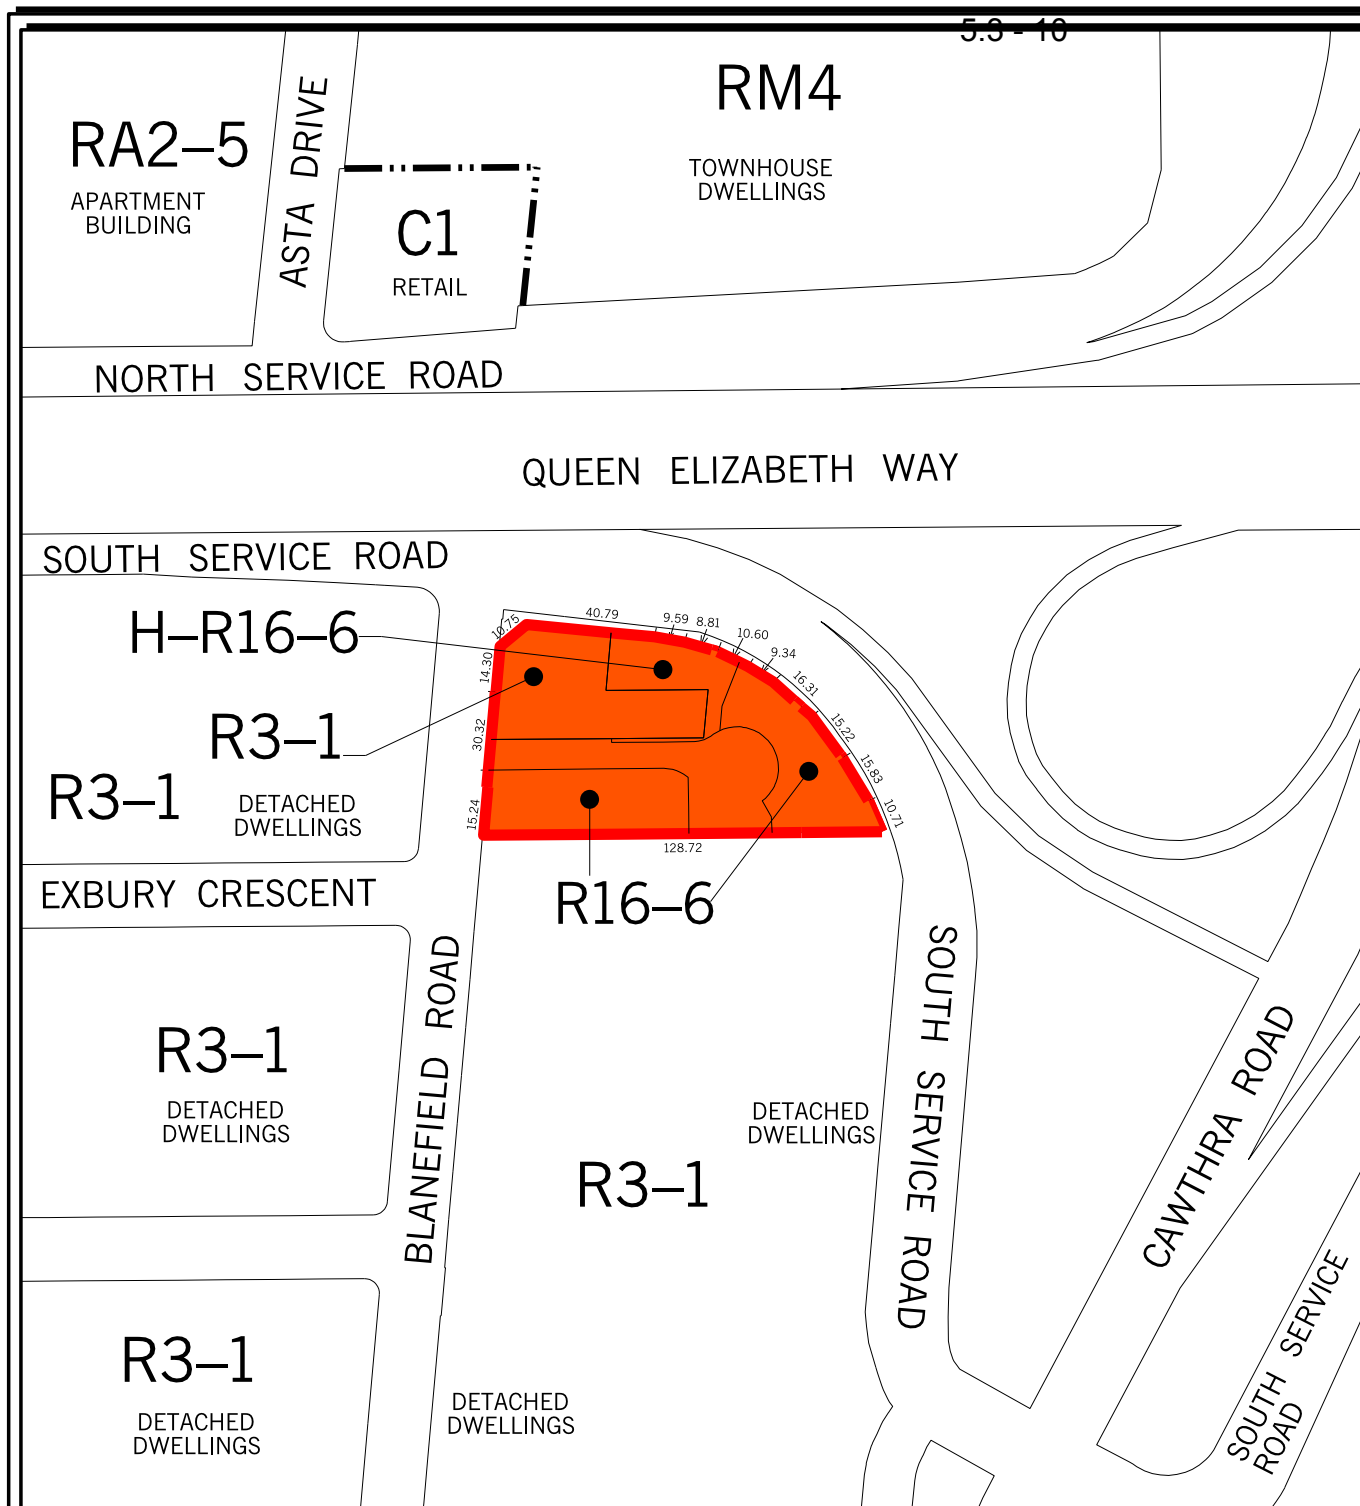 5.3 - 10
RM4
TOWNHOUSE
DWELLINGS
RA2–5
APARTMENT
BUILDING
ASTA DRIVE
C1
RETAIL
NORTH SERVICE ROAD
QUEEN ELIZABETH WAY
SOUTH SERVICE ROAD
H–R16–6
R3–1
R3–1
DETACHED
DWELLINGS
10.75
40.79
9.59
8.81
10.60
9.34
16.31
15.22
15.83
10.71
14.30
30.32
15.24
128.72
R16–6
EXBURY CRESCENT
BLANEFIELD ROAD
SOUTH SERVICE ROAD
R3–1
DETACHED
DWELLINGS
DETACHED
DWELLINGS
R3–1
CAWTHRA ROAD
SOUTH SERVICE
ROAD
R3–1
DETACHED
DWELLINGS
DETACHED
DWELLINGS